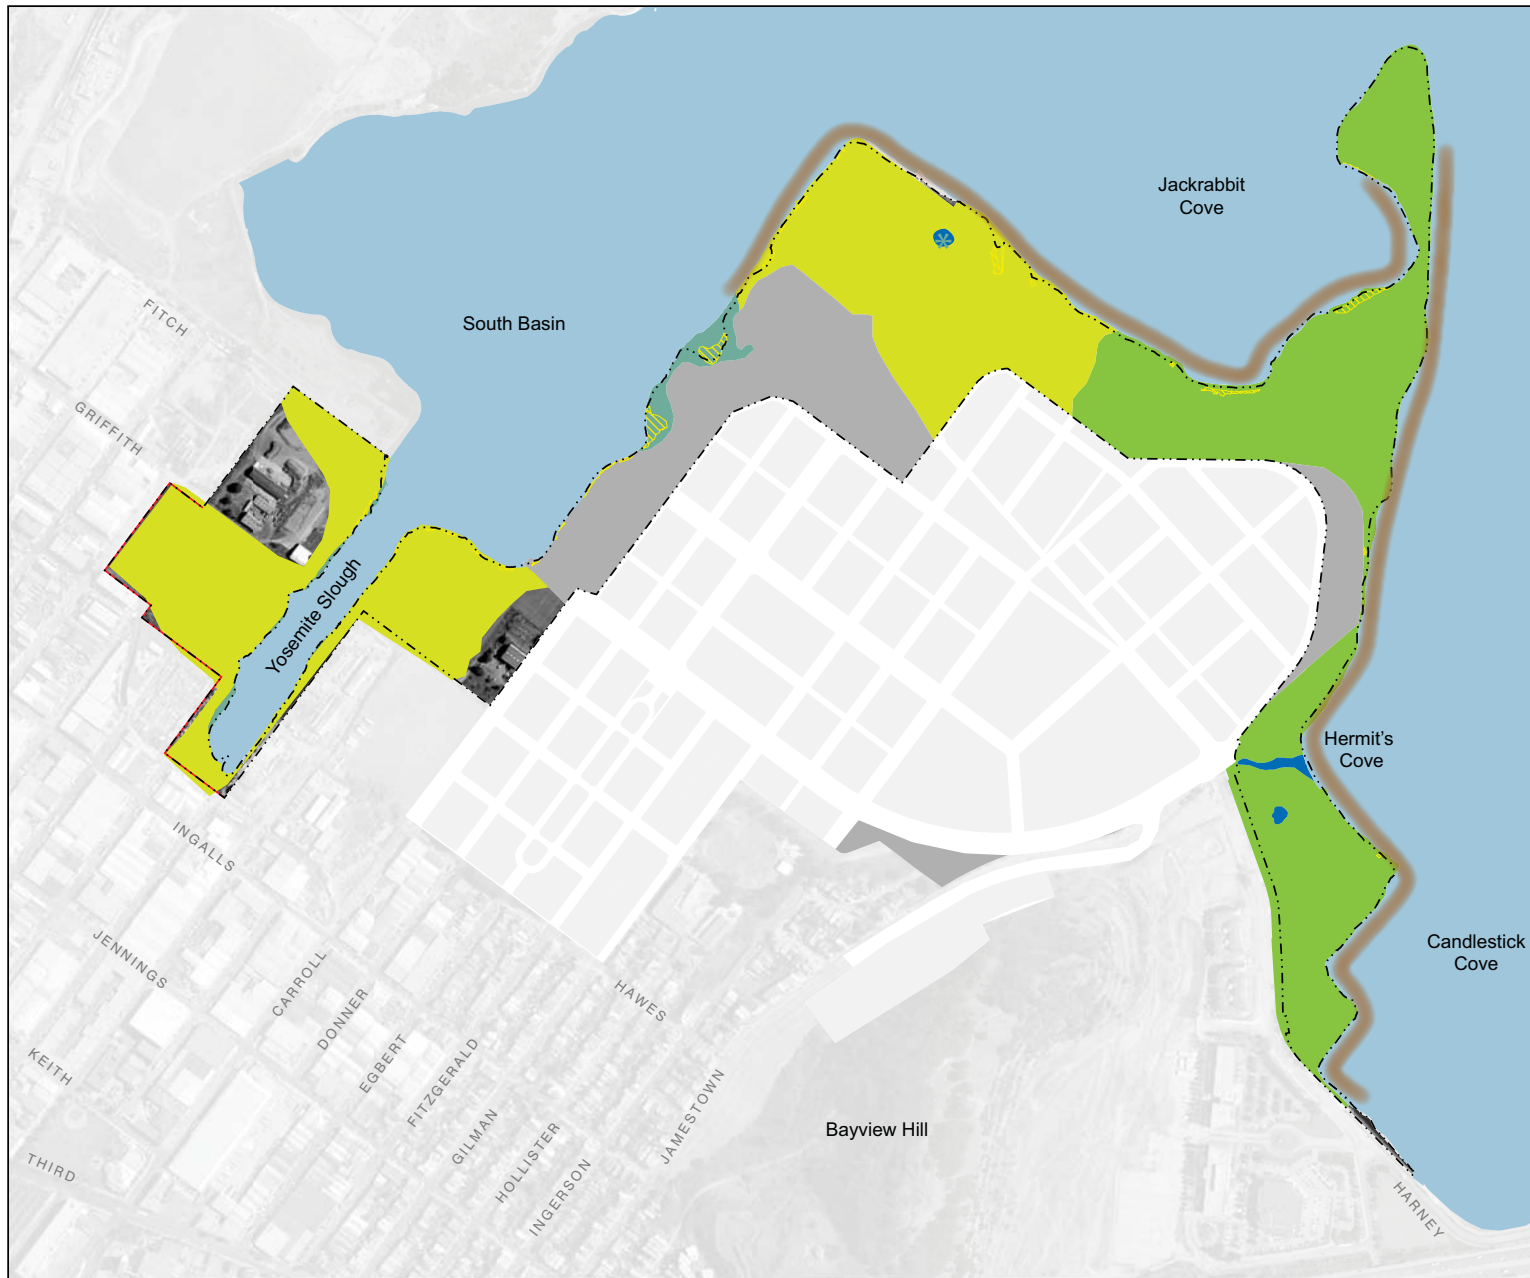 Jackrabbit
Cove
South Basin
FITCH
GRIFFITH
Yosemite Slough
Hermit's
Cove
INGALLS
JENNINGS
CARROLL
DONNER
EGBERT
FITZGERALD
GILMAN
HOLLISTER
INGERSON
HAWES
JAMESTOWN
Candlestick
Cove
KEITH
THIRD
Bayview Hill
HARNEY